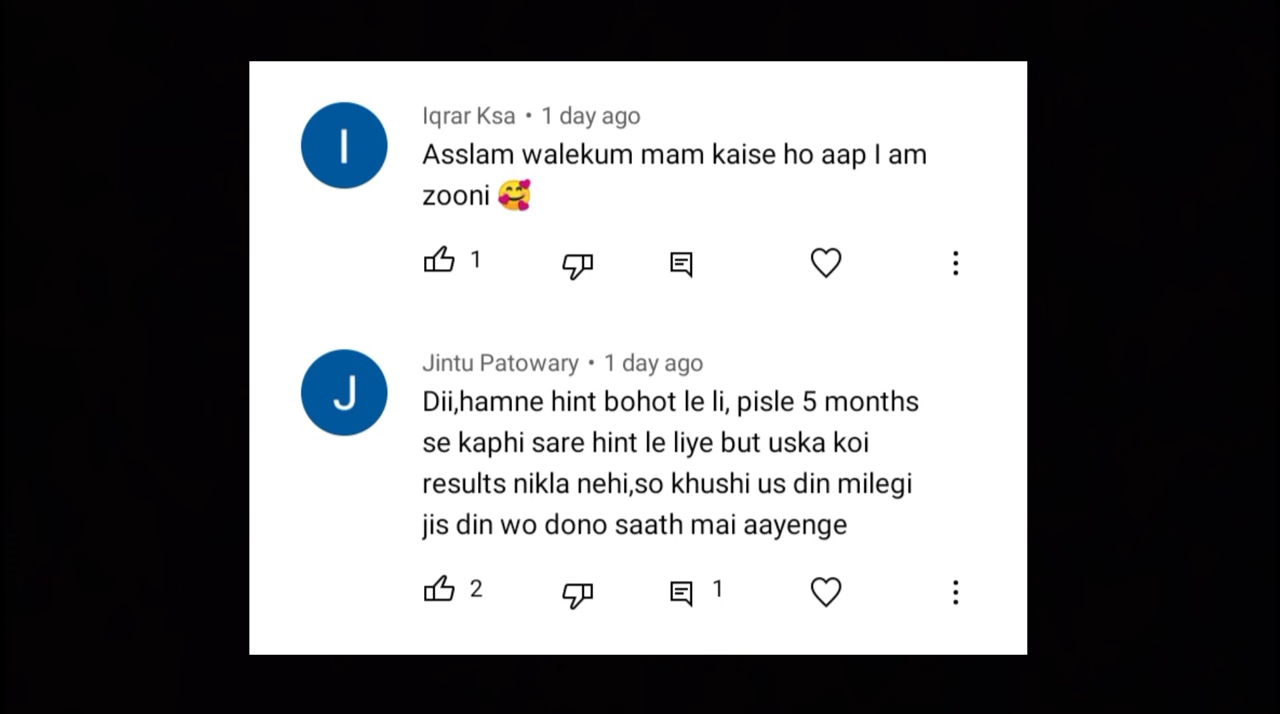 I
Iqrar Ksa • 1 day ago
Asslam walekum mam kaise ho aap I am
zooni 🥰
1
J
Jintu Patowary • 1 day ago
Dii,hamne hint bohot le li, pisle 5 months
se kaphi sare hint le liye but uska koi
results nikla nehi,so khushi us din milegi
jis din wo dono saath mai aayenge
2 1